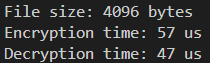 File size: 4096 bytes
Encryption time: 57 us
Decryption time: 47 us